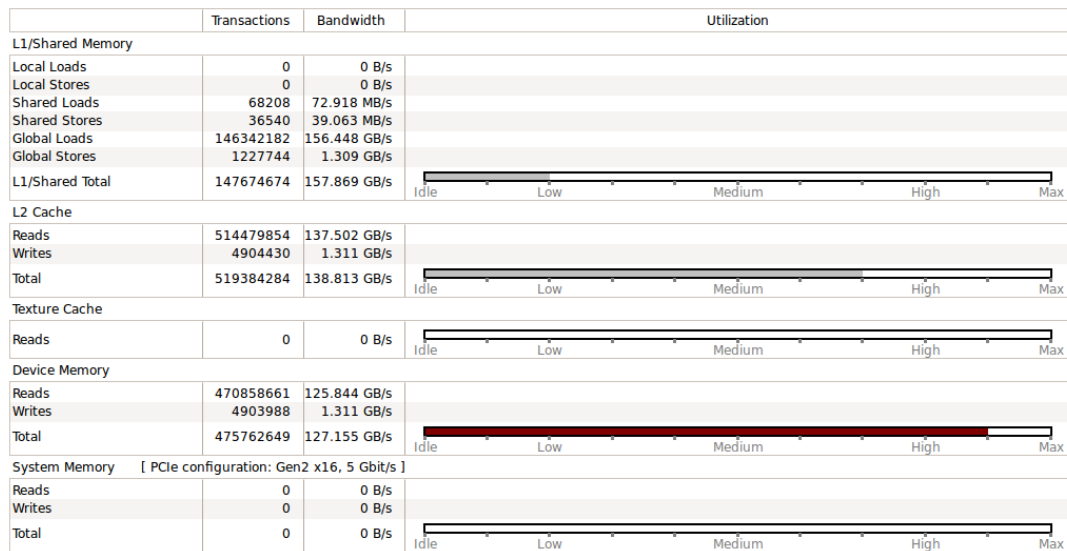 Transactions Bandwidth Utilization
L1/Shared Memory
Local Loads 0 0 B/s
Local Stores 0 0 B/s
Shared Loads 68208 72.918 MB/s
Shared Stores 36540 39.063 MB/s
Global Loads 146342182 156.448 GB/s
Global Stores 1227744 1.309 GB/s
L1/Shared Total 147674674 157.869 GB/s
Idle Low Medium High Max
L2 Cache
Reads 514479854 137.502 GB/s
Writes 4904430 1.311 GB/s
Total 519384284 138.813 GB/s
Idle Low Medium High Max
Texture Cache
Reads 0 0 B/s
Idle Low Medium High Max
Device Memory
Reads 470858661 125.844 GB/s
Writes 4903988 1.311 GB/s
Total 475762649 127.155 GB/s
Idle Low Medium High Max
System Memory [ PCIe configuration: Gen2 x16, 5 Gbit/s ]
Reads 0 0 B/s
Writes 0 0 B/s
Total 0 0 B/s
Idle Low Medium High Max